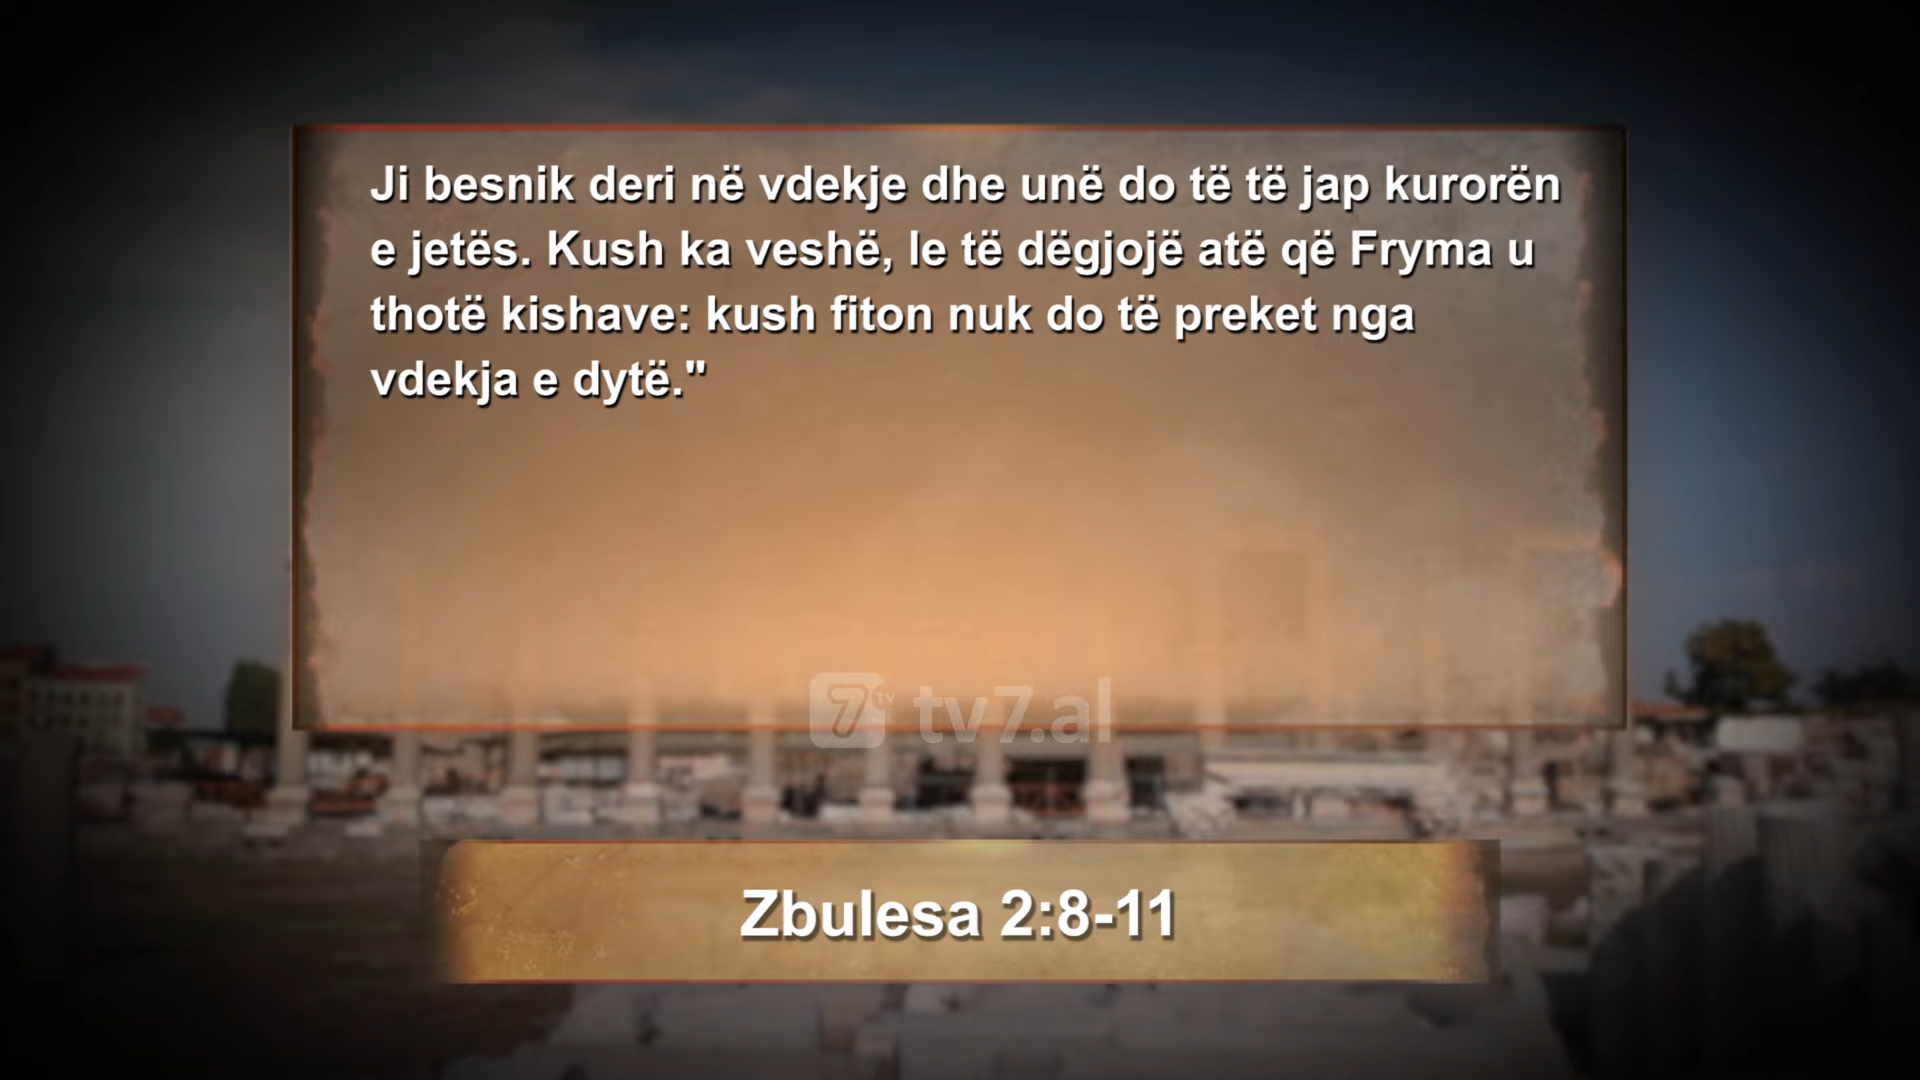 Ji besnik deri në vdekje dhe unë do të të jap kurorën
e jetës. Kush ka veshë, le të dëgjojë atë që Fryma u
thotë kishave: kush fiton nuk do të preket nga
vdekja e dytë."
7 TV tv7.al
Zbulesa 2:8-11